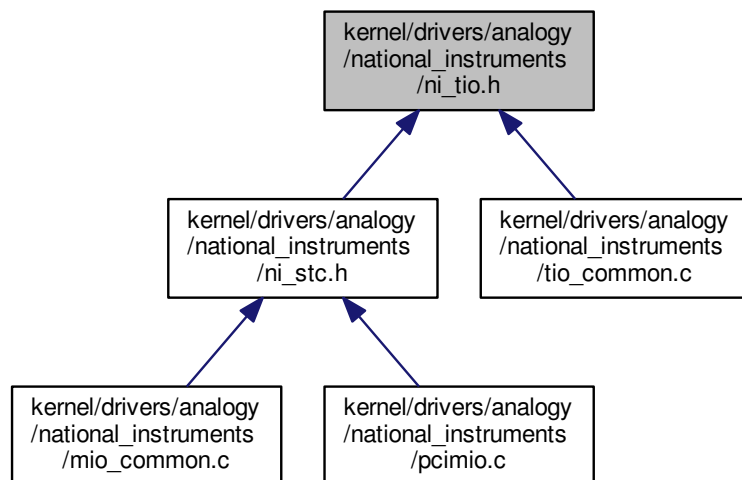 kernel/drivers/analogy
/national_instruments
/ni_tio.h
kernel/drivers/analogy
/national_instruments
/ni_stc.h
kernel/drivers/analogy
/national_instruments
/tio_common.c
kernel/drivers/analogy
/national_instruments
/mio_common.c
kernel/drivers/analogy
/national_instruments
/pcimio.c